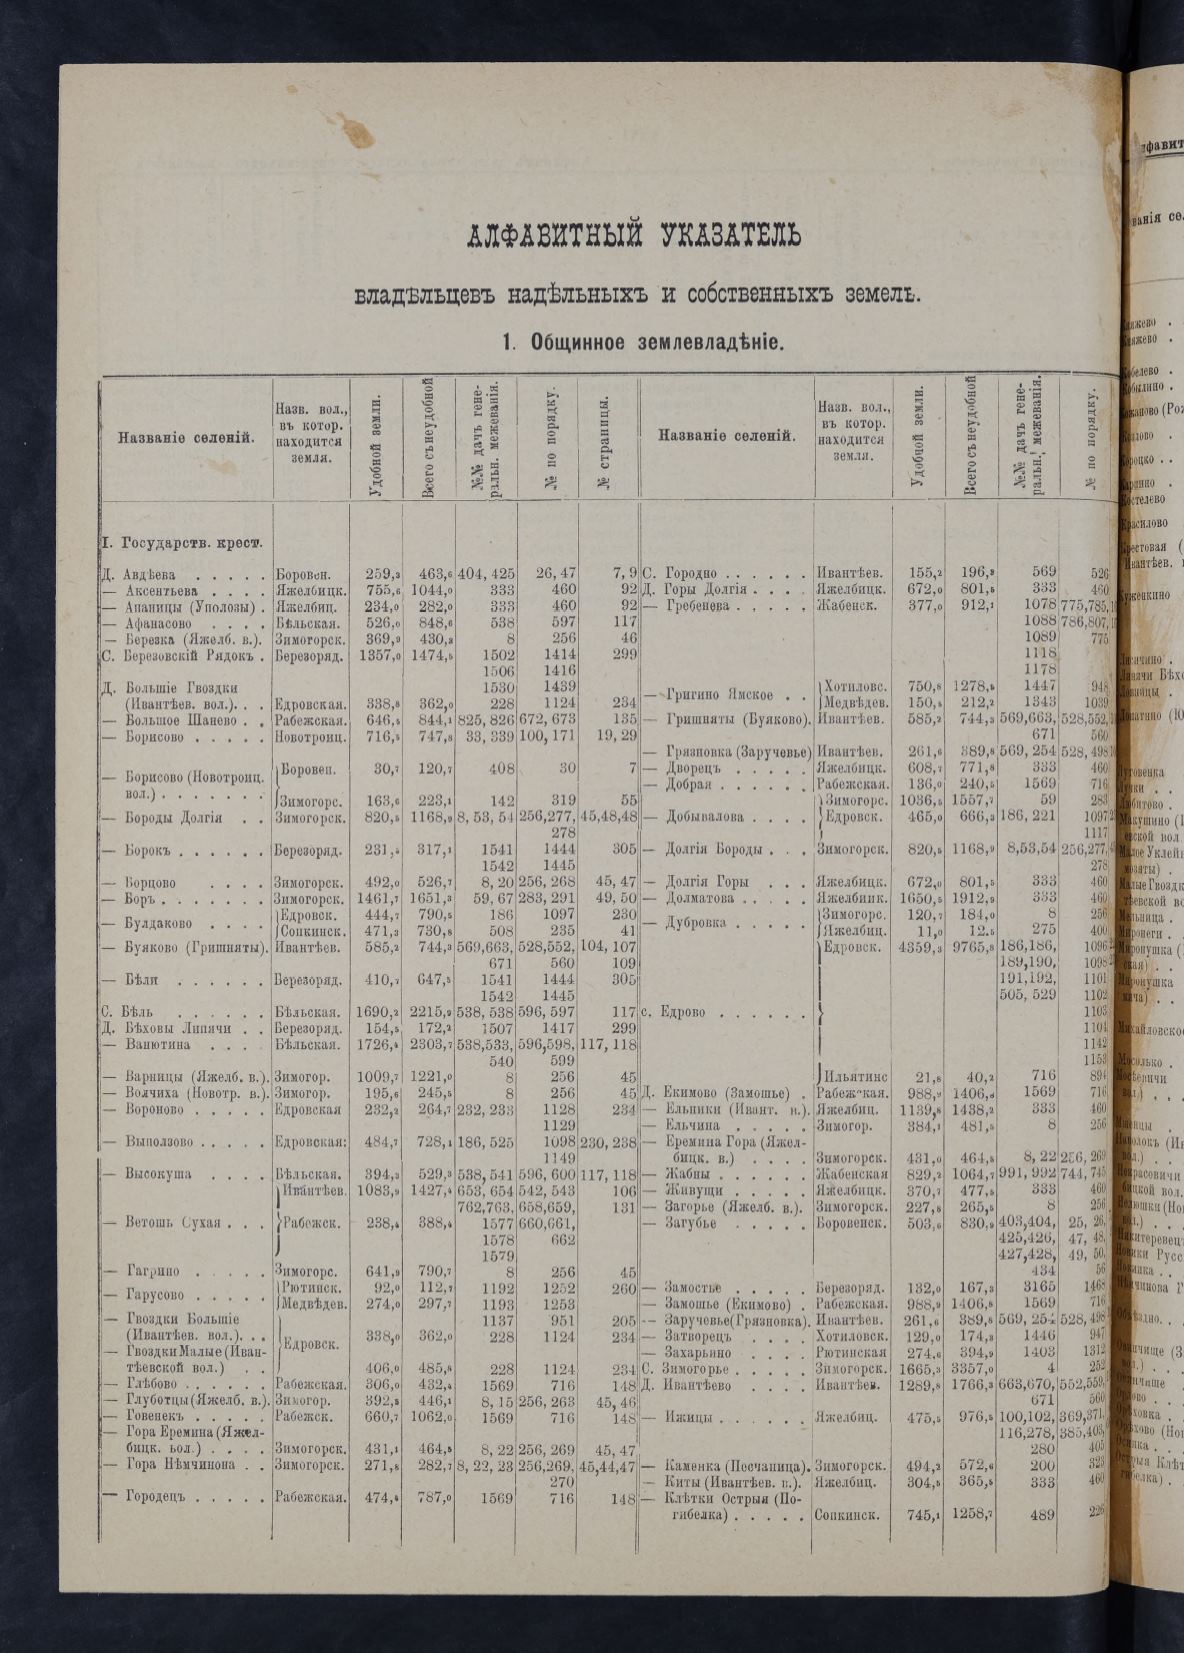 АЛФАВИТНЫЙ УКАЗАТЕЛЬ
владѣльцевъ надѣльныхъ и собственныхъ земель.
1. Общинное землевладѣніе.
Названіе селеній. Назв. вол., въ котор. находится земля. Удобной земли. Всего съ неудобной №№ дачъ генеральн. межеванія. № по порядку. № страницы.
I. Государств. крест.
Д. Авдѣева . . . . . Боровен. 259,3 463,6 404, 425 26, 47 7, 9
— Аксентьева . . . . Яжелбицк. 755,6 1044,0 333 460 92
— Ананицы (Уполозы) . Яжелбиц. 234,0 282,0 333 460 92
— Афанасово . . . . Бѣльская. 526,0 848,6 538 597 117
— Березка (Яжелб. в.). Зимогорск. 369,9 430,3 8 256 46
С. Березовскій Рядокъ . Березоряд. 1357,0 1474,5 1502 1414 299
1506 1416
Д. Большіе Гвоздки 1530 1439
(Ивантѣев. вол.). . . Едровская. 338,8 362,0 228 1124 234
— Большое Шанево . . Рабежская. 646,5 844,1 825, 826 672, 673 135
— Борисово . . . . . Новотроиц. 716,5 747,8 33, 339 100, 171 19, 29
— Борисово (Новотроиц. Боровен. 30,7 120,7 408 30 7
вол.) . . . . . . . Зимогорс. 163,6 223,1 142 319 55
— Бороды Долгія . . Зимогорск. 820,5 1168,9 8, 53, 54 256,277, 45,48,48
278
— Борокъ . . . . . . Березоряд. 231,5 317,1 1541 1444 305
1542 1445
— Борцово . . . . Зимогорск. 492,0 526,7 8, 20 256, 268 45, 47
— Боръ . . . . . . . Зимогорск. 1461,7 1651,3 59, 67 283, 291 49, 50
— Булдаково . . . . Едровск. 444,7 790,5 186 1097 230
Сопкинск. 471,3 730,8 508 235 41
— Буяково (Гришняты). Ивантѣев. 585,2 744,3 569,663, 528,552, 104, 107
671 560 109
— Бѣли . . . . . . Березоряд. 410,7 647,5 1541 1444 305
1542 1445
С. Бѣль . . . . . . Бѣльская. 1690,2 2215,9 538, 538 596, 597 117
Д. Бѣховы Липячи . . Березоряд. 154,5 172,2 1507 1417 299
— Ванютина . . . . Бѣльская. 1726,4 2303,7 538,533, 596,598, 117, 118
540 599
— Варницы (Яжелб. в.). Зимогор. 1009,7 1221,0 8 256 45
— Волчиха (Новотр. в.). Зимогор. 195,6 245,5 8 256 45
— Вороново . . . . . Едровская 232,2 264,7 232, 233 1128 234
1129
— Выползово . . . . . Едровская: 484,7 728,1 186, 525 1098 230, 238
1149
— Высокуша . . . . Бѣльская. 394,3 529,3 538, 541 596, 600 117, 118
Ивантѣев. 1083,9 1427,4 653, 654 542, 543 106
762,763, 658,659, 131
— Ветошь Сухая . . . Рабежск. 238,4 388,4 1577 660,661,
1578 662
1579
— Гагрино . . . . . Зимогорс. 641,9 790,7 8 256 45
— Гарусово . . . . . Рютинск. 92,0 112,7 1192 1252 260
Медвѣдев. 274,0 297,7 1193 1253
— Гвоздки Большіе 1137 951 205
(Ивантѣев. вол.). . . Едровск. 338,0 362,0 228 1124 234
— Гвоздки Малые (Иван-
тѣевской вол.) . . 406,0 485,8 228 1124 234
— Глѣбово . . . . . . Рабежская. 306,0 432,4 1569 716 148
— Глуботцы (Яжелб. в.). Зимогор. 392,5 446,1 8, 15 256, 263 45, 46
— Говенекъ . . . . . Рабежск. 660,7 1062,0 1569 716 148
— Гора Еремина (Яжел-
бицк. вол.) . . . . Зимогорск. 431,1 464,5 8, 22 256, 269 45, 47
— Гора Нѣмчинона . . Зимогорск. 271,8 282,7 8, 22, 23 256,269, 45,44,47
270
— Городецъ . . . . . Рабежская. 474,8 787,0 1569 716 148
Названіе селеній. Назв. вол., въ котор. находится земля. Удобной земли. Всего съ неудобной №№ дачъ генеральн. межеванія. № по порядку.
С. Городно . . . . . . Ивантѣев. 155,2 196,8 569 526
Д. Горы Долгія . . . . Яжелбицк. 672,0 801,5 333 460
— Гребенева . . . . . Жабенск. 377,0 912,1 1078 775,785,
1088 786,807,
1089 775
1118
1178
— Григино Ямское . . Хотиловс. 750,8 1278,5 1447 948
Медвѣдев. 150,5 212,2 1343 1039
— Гришняты (Буяково). Ивантѣев. 585,2 744,3 569,663, 528,552,
671 560
— Грязновка (Заручевье) Ивантѣев. 261,6 389,8 569, 254 528, 498
— Дворецъ . . . . . Яжелбицк. 608,7 771,8 333 460
— Добрая . . . . . . Рабежская. 136,0 240,5 1569 716
Зимогорс. 1036,5 1557,7 59 283
— Добывалова . . . . Едровск. 465,0 666,3 186, 221 1097
1117
— Долгія Бороды . . . Зимогорск. 820,5 1168,9 8,53,54 256,277,
278
— Долгія Горы . . . Яжелбицк. 672,0 801,5 333 460
— Долматова . . . . . Яжелбицк. 1650,5 1912,9 333 460
— Дубровка . . . . . Зимогорс. 120,7 184,0 8 256
Яжелбиц. 11,0 12,5 275 400
Едровск. 4359,3 9765,8 186,186, 1096
189,190, 1098
191,192, 1101
505, 529 1102
с. Едрово . . . . . . 1103
1104
1142
1153
Ильятинс 21,8 40,2 716 894
Д. Екимово (Замошье) . Рабежская. 988,9 1406,6 1569 716
— Ельники (Ивант. в.). Яжелбиц. 1139,8 1438,2 333 460
— Ельчина . . . . . Зимогор. 384,1 481,5 8 256
— Еремина Гора (Яжел-
бицк. в.) . . . . Зимогорск. 431,0 464,5 8, 22 256, 269
— Жабны . . . . . . Жабенская 829,2 1064,7 991, 992 744, 745
— Живущи . . . . . Яжелбицк. 370,7 477,5 333 460
— Загорье (Яжелб. в.). Зимогорск. 227,8 265,5 8 256
— Загубье . . . . . Боровенск. 503,6 830,9 403,404, 25, 26,
425,426, 47, 48,
427,428, 49, 50,
434 56
— Замостье . . . . . Березоряд. 132,0 167,3 3165 1468
— Замошье (Екимово) . Рабежская. 988,9 1406,6 1569 716
— Заручевье(Грязновка). Ивантѣев. 261,6 389,8 569, 254 528, 498
— Затворецъ . . . . Хотиловск. 129,0 174,3 1446 947
— Захарьино . . . . Рютинская 274,6 394,9 1403 1312
С. Зимогорье . . . . . Зимогорск. 1665,3 3357,0 4 252
Д. Ивантѣево . . . . Ивантѣев. 1289,8 1766,3 663,670, 552,559,
671 560
— Ижицы . . . . . . Яжелбиц. 475,5 976,5 100,102, 369,371,
116,278, 385,403,
280 405
— Каменка (Песчаница). Зимогорск. 494,2 572,6 200 323
— Киты (Ивантѣев. в.). Яжелбиц. 304,5 365,5 333 460
— Клѣтки Острыя (По-
гибелка) . . . . . Сопкинск. 745,1 1258,7 489 226